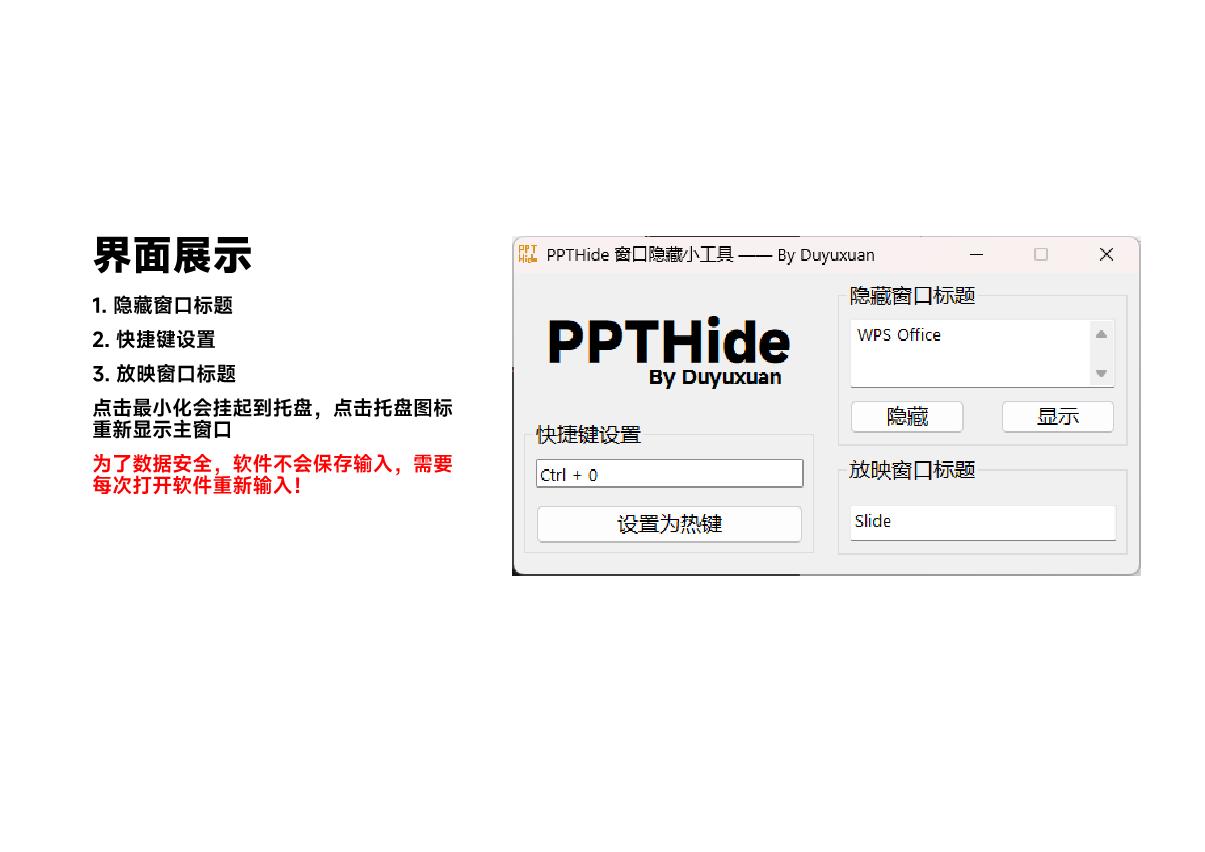 界面展示
1. 隐藏窗口标题
2. 快捷键设置
3. 放映窗口标题
点击最小化会挂起到托盘，点击托盘图标
重新显示主窗口
为了数据安全，软件不会保存输入，需要
每次打开软件重新输入！
PPT
Hide
PPTHide 窗口隐藏小工具 —— By Duyuxuan
PPTHide
By Duyuxuan
快捷键设置
Ctrl + 0
设置为热键
隐藏窗口标题
WPS Office
隐藏
显示
放映窗口标题
Slide